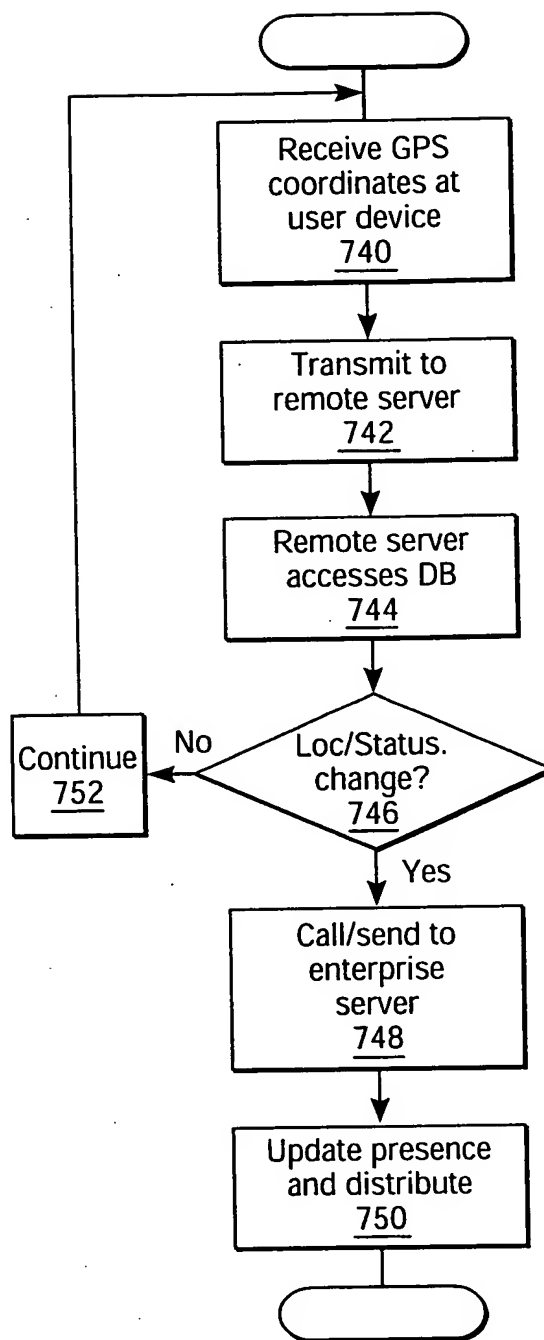 Receive GPS
coordinates at
user device
740
Transmit to
remote server
742
Remote server
accesses DB
744
Loc/Status.
change?
746
No
Continue
752
Yes
Call/send to
enterprise
server
748
Update presence
and distribute
750